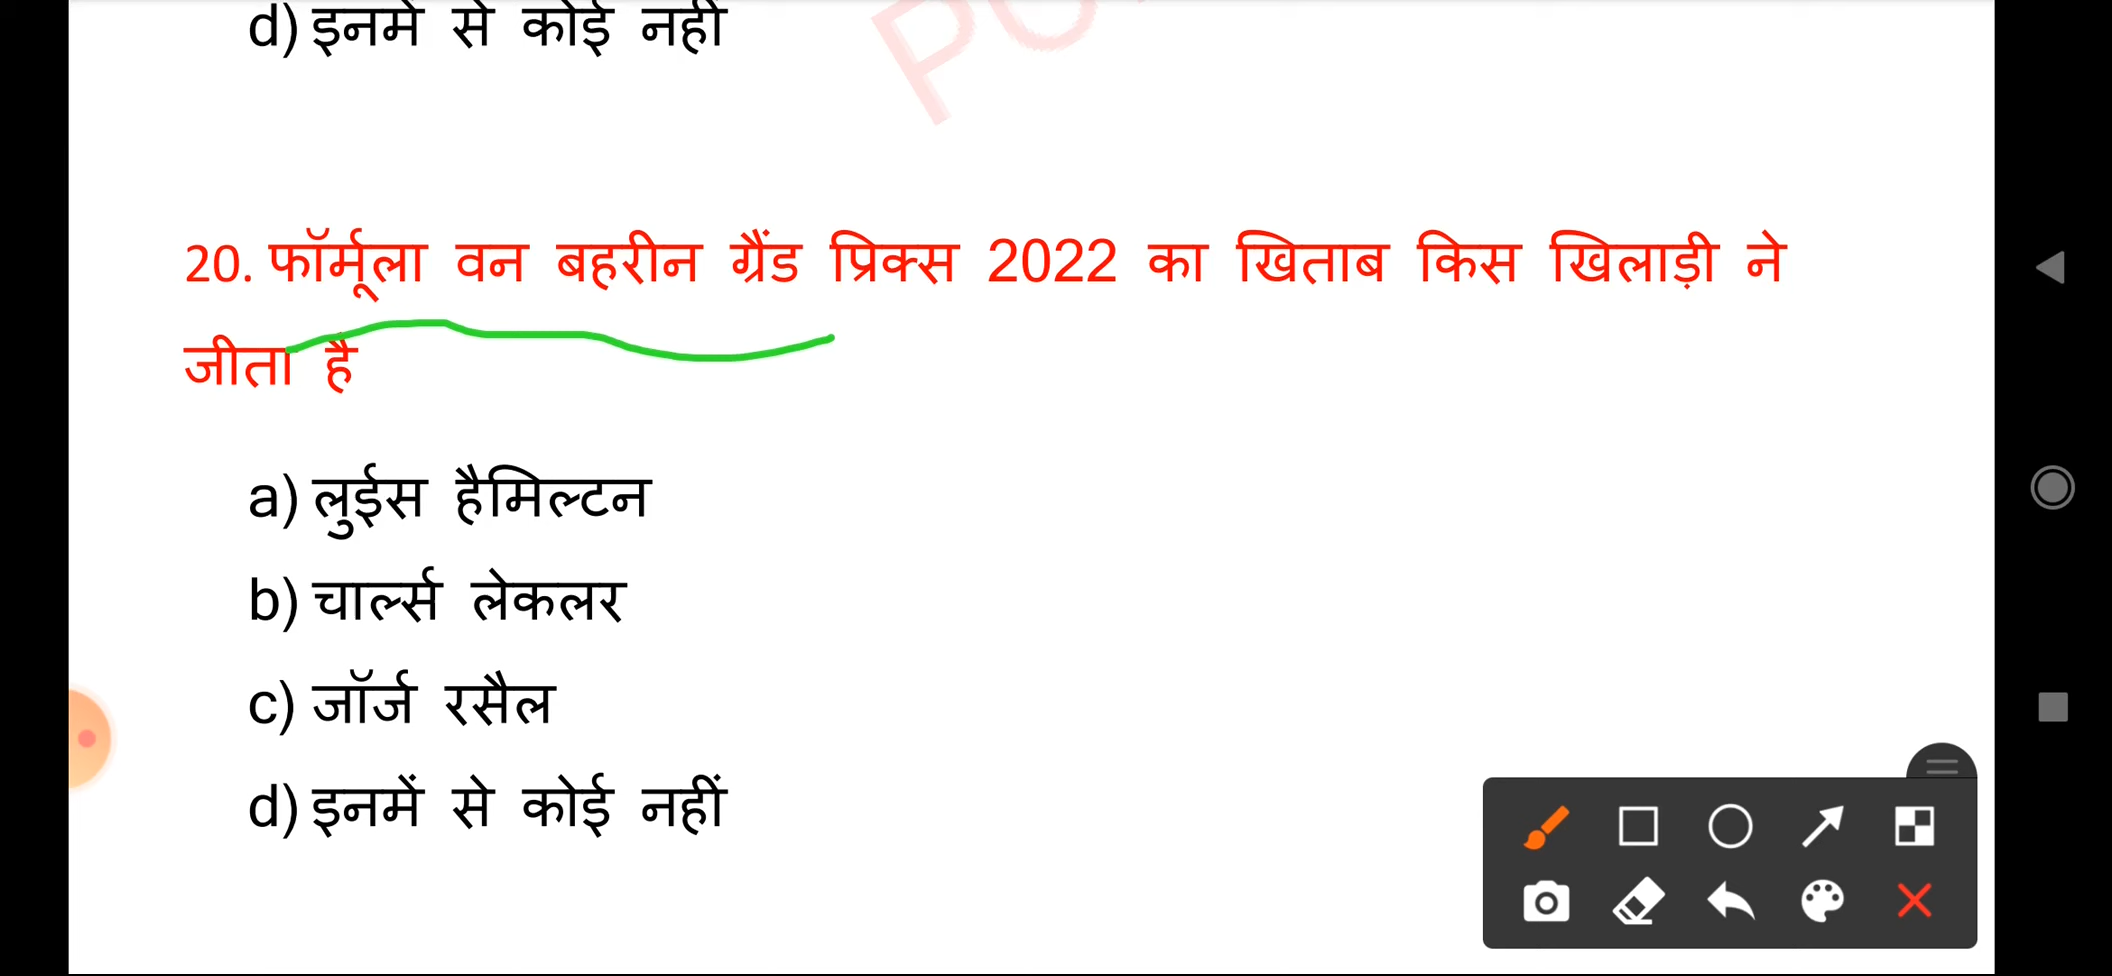 d) इनमें से कोई नहीं
20. फॉर्मूला वन बहरीन ग्रैंड प्रिक्स 2022 का खिताब किस खिलाड़ी ने
जीता है
a) लुईस हैमिल्टन
b) चार्ल्स लेकलर
c) जॉर्ज रसैल
d) इनमें से कोई नहीं